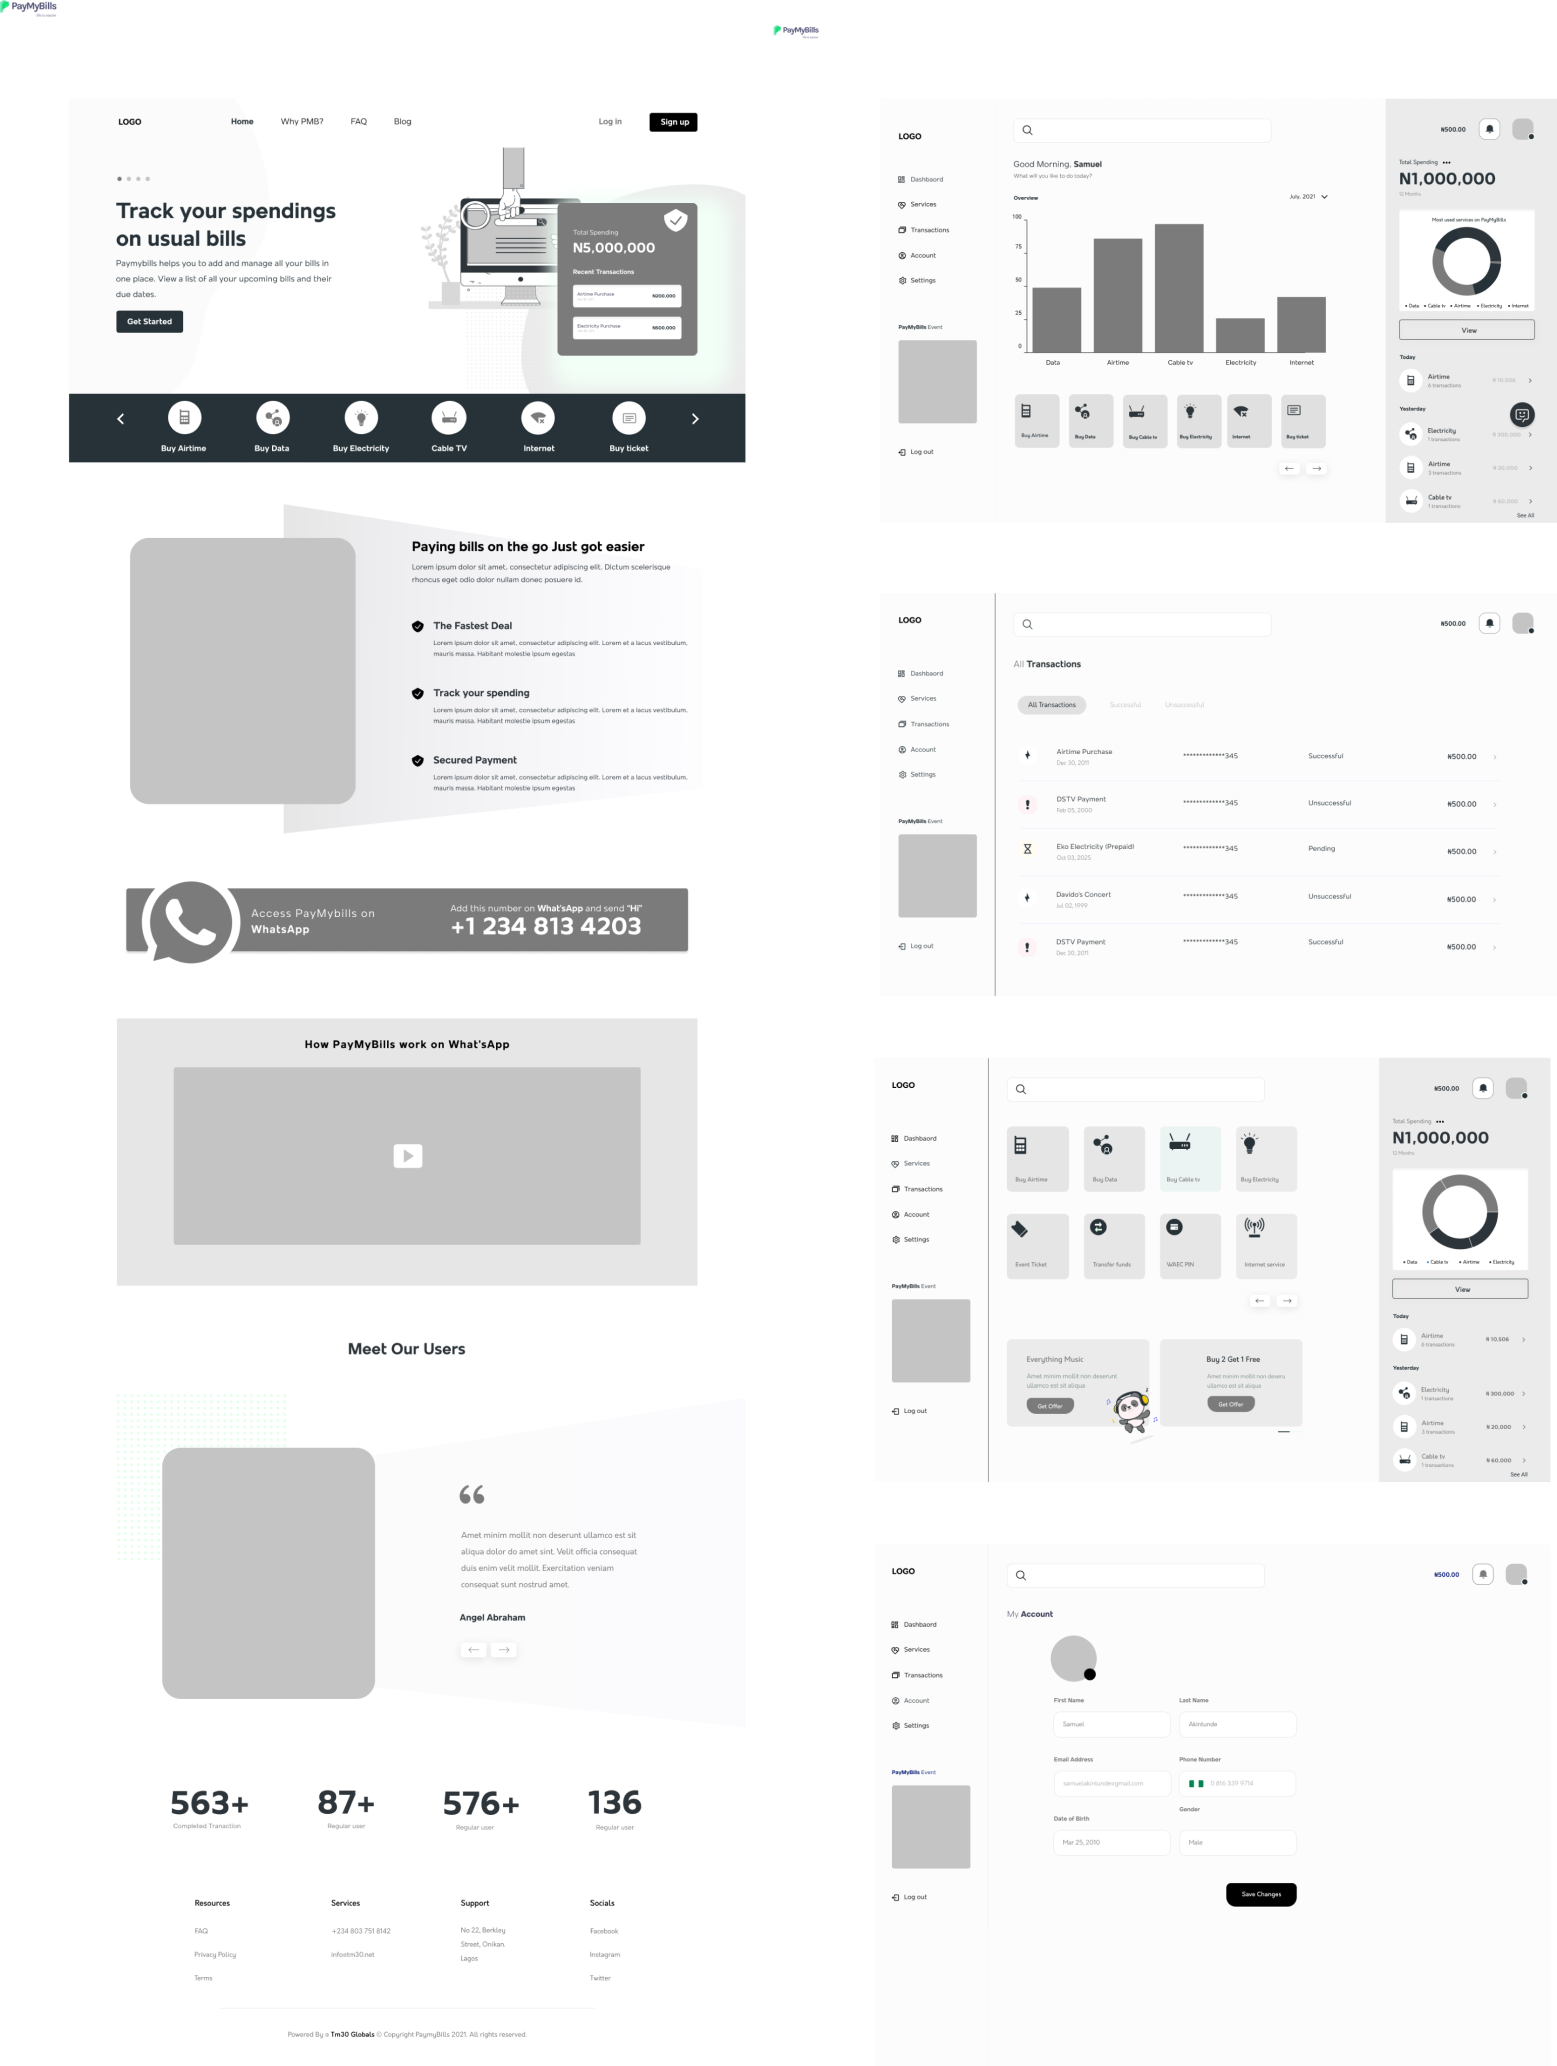 PayMyBills
PayMyBills
LOGO
Home
Why PMB?
FAQ
Blog
Log in
Sign up
Track your spendings
on usual bills
Paymybills helps you to add and manage all your bills in
one place. View a list of all your upcoming bills and their
due dates.
Get Started
Total Spending
N5,000,000
Recent Transactions
Airtime Purchase
₦200,000
Electricity Purchase
₦500,000
Buy Airtime
Buy Data
Buy Electricity
Cable TV
Internet
Buy ticket
Paying bills on the go Just got easier
Lorem ipsum dolor sit amet, consectetur adipiscing elit. Dictum scelerisque
rhoncus eget odio dolor nullam donec posuere id.
The Fastest Deal
Lorem ipsum dolor sit amet, consectetur adipiscing elit. Lorem et a lacus vestibulum,
mauris massa. Habitant molestie ipsum egestas
Track your spending
Lorem ipsum dolor sit amet, consectetur adipiscing elit. Lorem et a lacus vestibulum,
mauris massa. Habitant molestie ipsum egestas
Secured Payment
Lorem ipsum dolor sit amet, consectetur adipiscing elit. Lorem et a lacus vestibulum,
mauris massa. Habitant molestie ipsum egestas
Access PayMybills on
WhatsApp
Add this number on What'sApp and send "Hi"
+1 234 813 4203
How PayMyBills work on What'sApp
Meet Our Users
Amet minim mollit non deserunt ullamco est sit
aliqua dolor do amet sint. Velit officia consequat
duis enim velit mollit. Exercitation veniam
consequat sunt nostrud amet.
Angel Abraham
563+
Completed Tranaction
87+
Regular user
576+
Regular user
136
Regular user
Resources
FAQ
Privacy Policy
Terms
Services
+234 803 751 8142
info@tm30.net
Support
No 22, Berkley
Street, Onikan.
Lagos
Socials
Facebook
Instagram
Twitter
Powered By Tm30 Globals © Copyright PaymyBills 2021. All rights reserved.
LOGO
Dashbaord
Services
Transactions
Account
Settings
PayMyBills Event
Log out
Good Morning, Samuel
What will you like to do today?
Overview
July, 2021
100
75
50
25
0
Data
Airtime
Cable tv
Electricity
Internet
Buy Airtime
Buy Data
Buy Cable tv
Buy Electricity
Internet
Buy ticket
₦500.00
Total Spending
N1,000,000
12 Months
Most used services on PayMyBills
Data
Cable tv
Airtime
Electricity
Internet
View
Today
Airtime
6 transactions
₦ 10,506
Yesterday
Electricity
1 transactions
₦ 300,000
Airtime
3 transactions
₦ 20,000
Cable tv
1 transactions
₦ 60,000
See All
LOGO
Dashbaord
Services
Transactions
Account
Settings
PayMyBills Event
Log out
₦500.00
All Transactions
All Transactions
Successful
Unsuccessful
Airtime Purchase
Dec 30, 2011
*************345
Successful
₦500.00
DSTV Payment
Feb 05, 2000
*************345
Unsuccessful
₦500.00
Eko Electricity (Prepaid)
Oct 03, 2025
*************345
Pending
₦500.00
Davido's Concert
Jul 02, 1999
*************345
Unsuccessful
₦500.00
DSTV Payment
Dec 30, 2011
*************345
Successful
₦500.00
LOGO
Dashbaord
Services
Transactions
Account
Settings
PayMyBills Event
Log out
Buy Airtime
Buy Data
Buy Cable tv
Buy Electricity
Event Ticket
Transfer funds
WAEC PIN
Internet service
Everything Music
Amet minim mollit non deserunt
ullamco est sit aliqua
Get Offer
Buy 2 Get 1 Free
Amet minim mollit non deseru
ullamco est sit aliqua
Get Offer
₦500.00
Total Spending
N1,000,000
12 Months
Data
Cable tv
Airtime
Electricity
View
Today
Airtime
6 transactions
₦ 10,506
Yesterday
Electricity
1 transactions
₦ 300,000
Airtime
3 transactions
₦ 20,000
Cable tv
1 transactions
₦ 60,000
See All
LOGO
Dashbaord
Services
Transactions
Account
Settings
PayMyBills Event
Log out
₦500.00
My Account
First Name
Samuel
Last Name
Akintunde
Email Address
samuelakintunde@gmail.com
Phone Number
0 816 339 9714
Date of Birth
Mar 25, 2010
Gender
Male
Save Changes